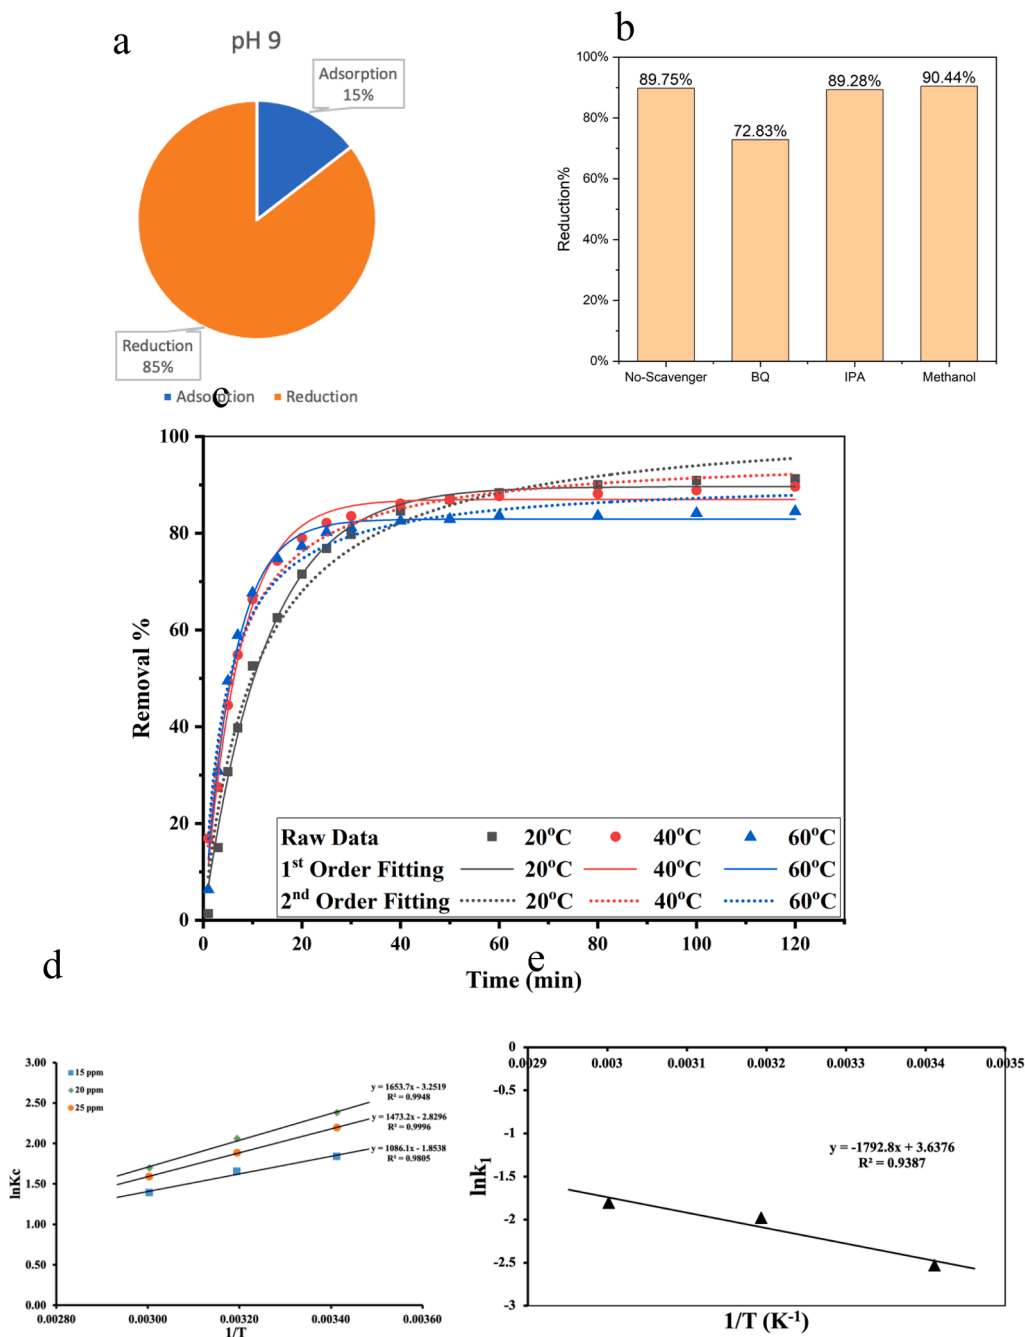 a
pH 9
Adsorption
15%
Reduction
85%
Adsorption Reduction
b
100%
80%
60%
40%
20%
0%
Reduction%
89.75%
72.83%
89.28%
90.44%
No-Scavenger BQ IPA Methanol
c
100
80
60
40
20
0
Removal %
Raw Data 20°C 40°C 60°C
1st Order Fitting 20°C 40°C 60°C
2nd Order Fitting 20°C 40°C 60°C
0 20 40 60 80 100 120
Time (min)
d
3.00
2.50
2.00
1.50
1.00
0.50
0.00
lnKc
15 ppm
20 ppm
25 ppm
y = 1653.7x - 3.2519
R² = 0.9948
y = 1473.2x - 2.8296
R² = 0.9996
y = 1086.1x - 1.8538
R² = 0.9805
0.00280 0.00300 0.00320 0.00340 0.00360
1/T
e
0
0.0029 0.003 0.0031 0.0032 0.0033 0.0034 0.0035
-0.5
-1
-1.5
-2
-2.5
-3
lnk₁
y = -1792.8x + 3.6376
R² = 0.9387
1/T (K⁻¹)